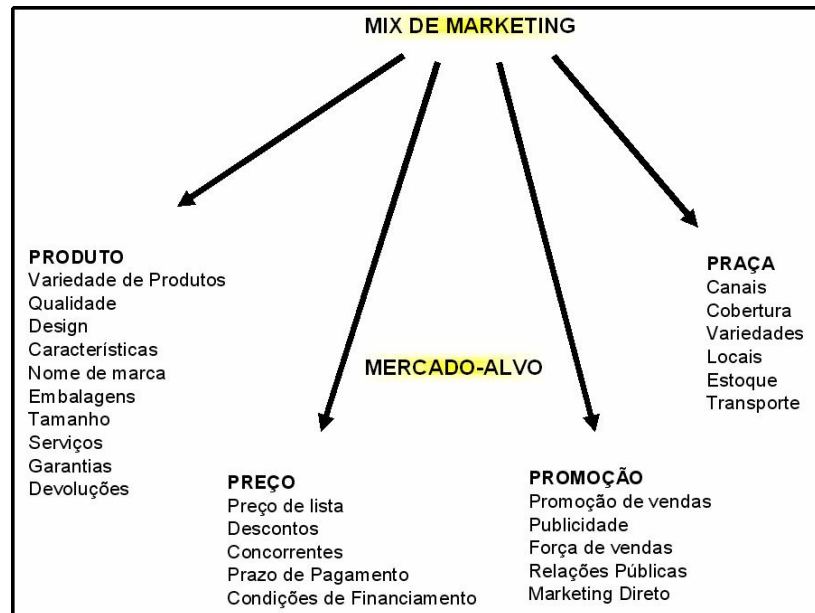 MIX DE MARKETING
PRODUTO
Variedade de Produtos
Qualidade
Design
Características
Nome de marca
Embalagens
Tamanho
Serviços
Garantias
Devoluções
MERCADO-ALVO
PREÇO
Preço de lista
Descontos
Concorrentes
Prazo de Pagamento
Condições de Financiamento
PROMOÇÃO
Promoção de vendas
Publicidade
Força de vendas
Relações Públicas
Marketing Direto
PRAÇA
Canais
Cobertura
Variedades
Locais
Estoque
Transporte